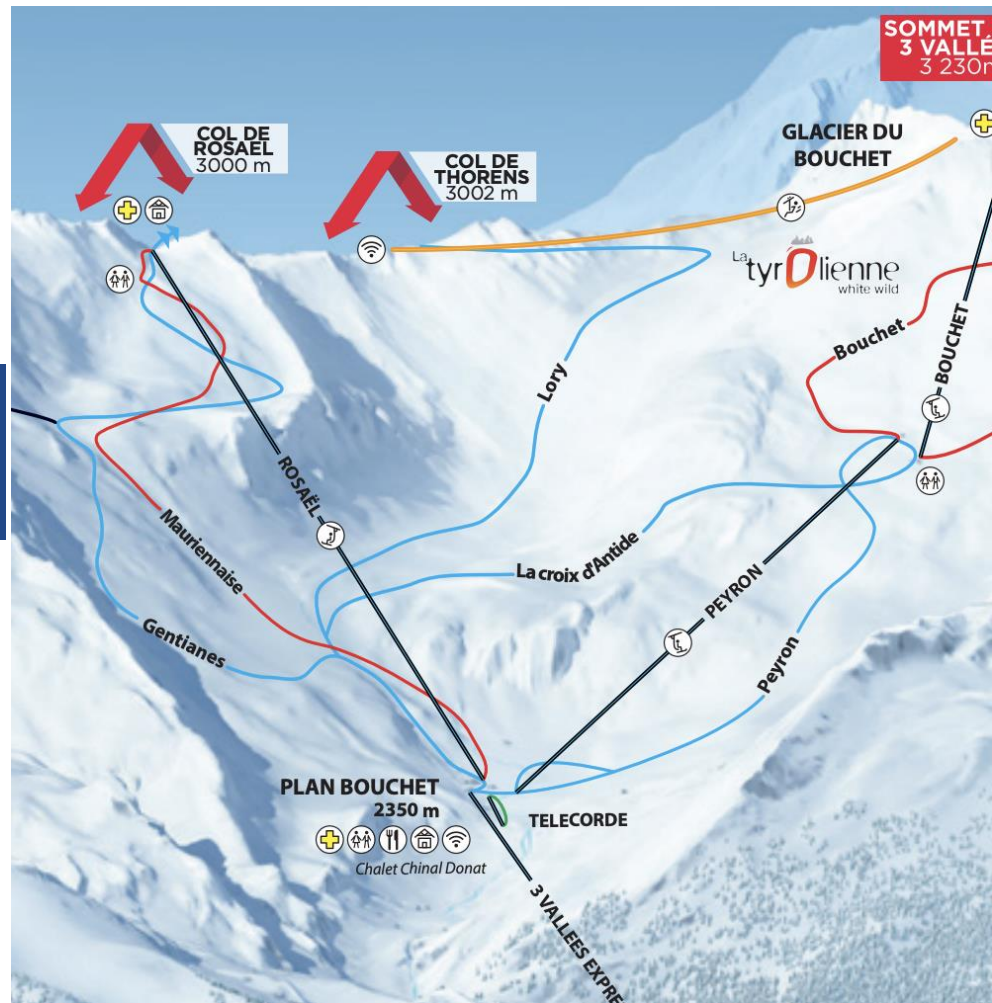 SOMMET
3 VALLÉ
3 230m
COL DE
ROSAËL
3000 m
COL DE
THORENS
3002 m
GLACIER DU
BOUCHET
La
tyrOlienne
white wild
Bouchet
BOUCHET
Lory
ROSAËL
Mauriennaise
La croix d'Antide
PEYRON
Gentianes
Peyron
PLAN BOUCHET
2350 m
TELECORDE
Chalet Chinal Donat
3 VALLEES EXPRE